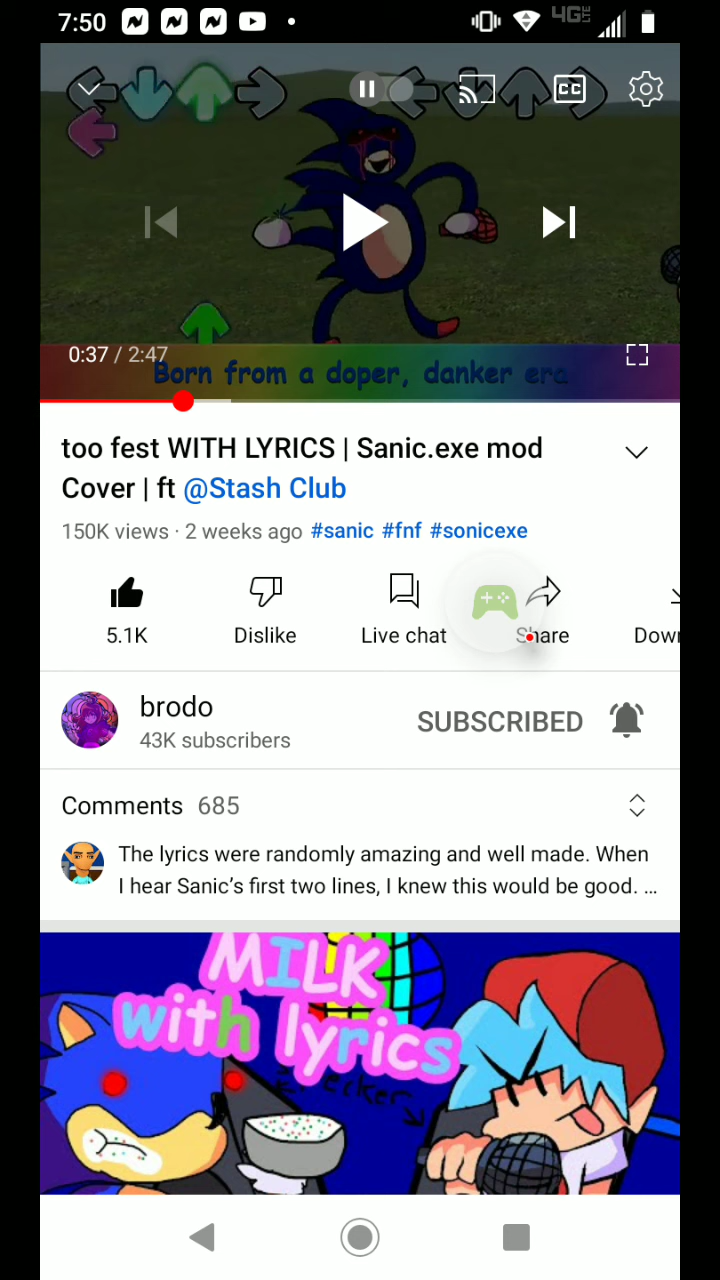 7:50
4G LTE
CC
0:37 / 2:47
Born from a doper, danker era
too fest WITH LYRICS | Sanic.exe mod
Cover | ft @Stash Club
150K views · 2 weeks ago #sanic #fnf #sonicexe
5.1K
Dislike
Live chat
Share
Down
brodo
43K subscribers
SUBSCRIBED
Comments 685
The lyrics were randomly amazing and well made. When
I hear Sanic's first two lines, I knew this would be good. ...
MILK
with lyrics